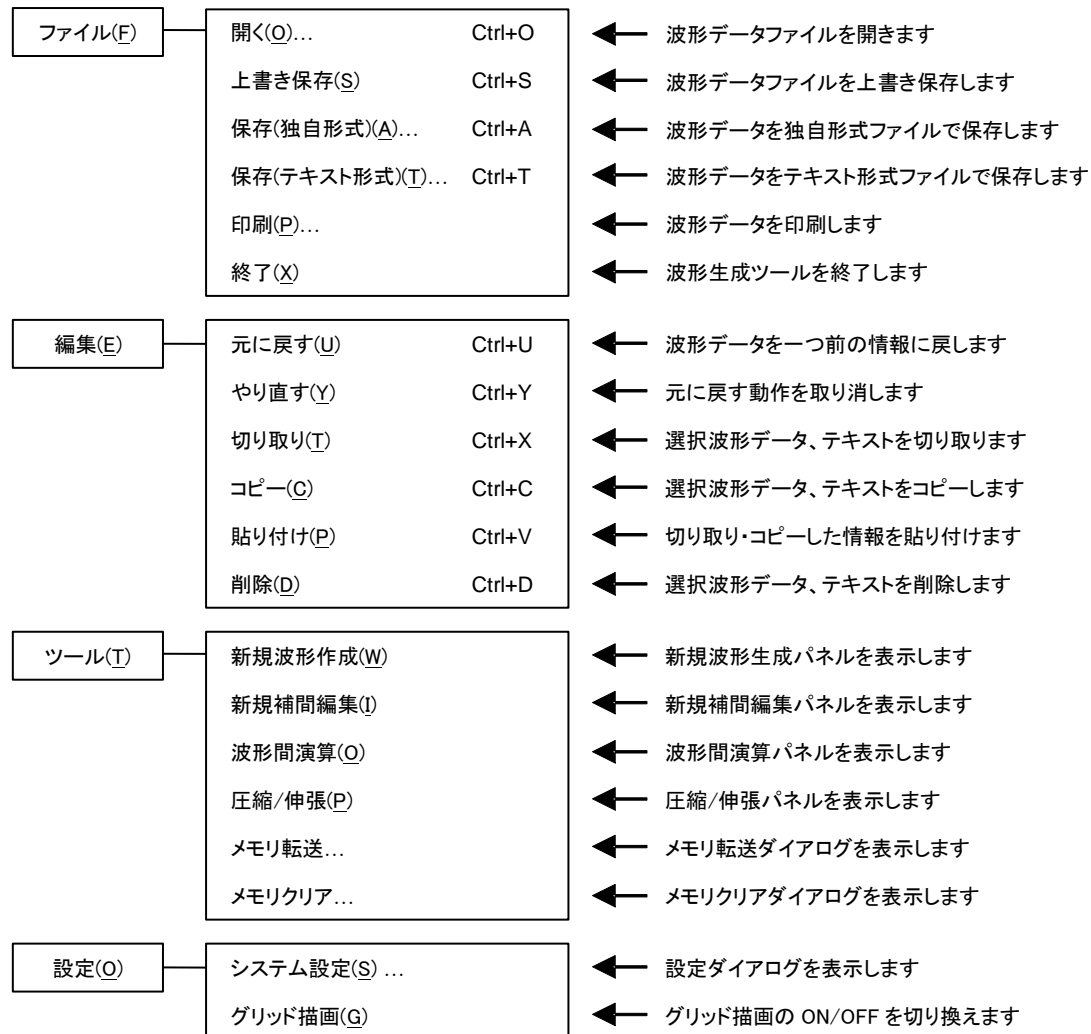 ファイル(F) 開く(O)... Ctrl+O 波形データファイルを開きます
上書き保存(S) Ctrl+S 波形データファイルを上書き保存します
保存(独自形式)(A)... Ctrl+A 波形データを独自形式ファイルで保存します
保存(テキスト形式)(T)... Ctrl+T 波形データをテキスト形式ファイルで保存します
印刷(P)... 波形データを印刷します
終了(X) 波形生成ツールを終了します
編集(E) 元に戻す(U) Ctrl+U 波形データを一つ前の情報に戻します
やり直す(Y) Ctrl+Y 元に戻す動作を取り消します
切り取り(T) Ctrl+X 選択波形データ、テキストを切り取ります
コピー(C) Ctrl+C 選択波形データ、テキストをコピーします
貼り付け(P) Ctrl+V 切り取り・コピーした情報を貼り付けます
削除(D) Ctrl+D 選択波形データ、テキストを削除します
ツール(T) 新規波形作成(W) 新規波形生成パネルを表示します
新規補間編集(I) 新規補間編集パネルを表示します
波形間演算(O) 波形間演算パネルを表示します
圧縮/伸張(P) 圧縮/伸張パネルを表示します
メモリ転送... メモリ転送ダイアログを表示します
メモリクリア... メモリクリアダイアログを表示します
設定(O) システム設定(S) ... 設定ダイアログを表示します
グリッド描画(G) グリッド描画の ON/OFF を切り換えます